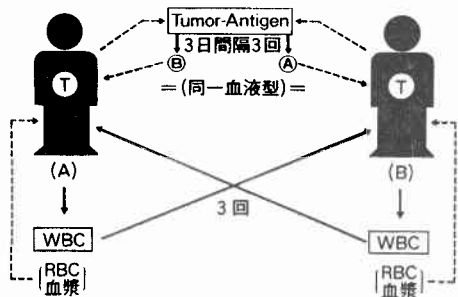 Tumor-Antigen
3日間隔3回
Ⓑ Ⓐ
=(同一血液型)=
T T
(A) (B)
3回
WBC WBC
RBC RBC
血漿 血漿